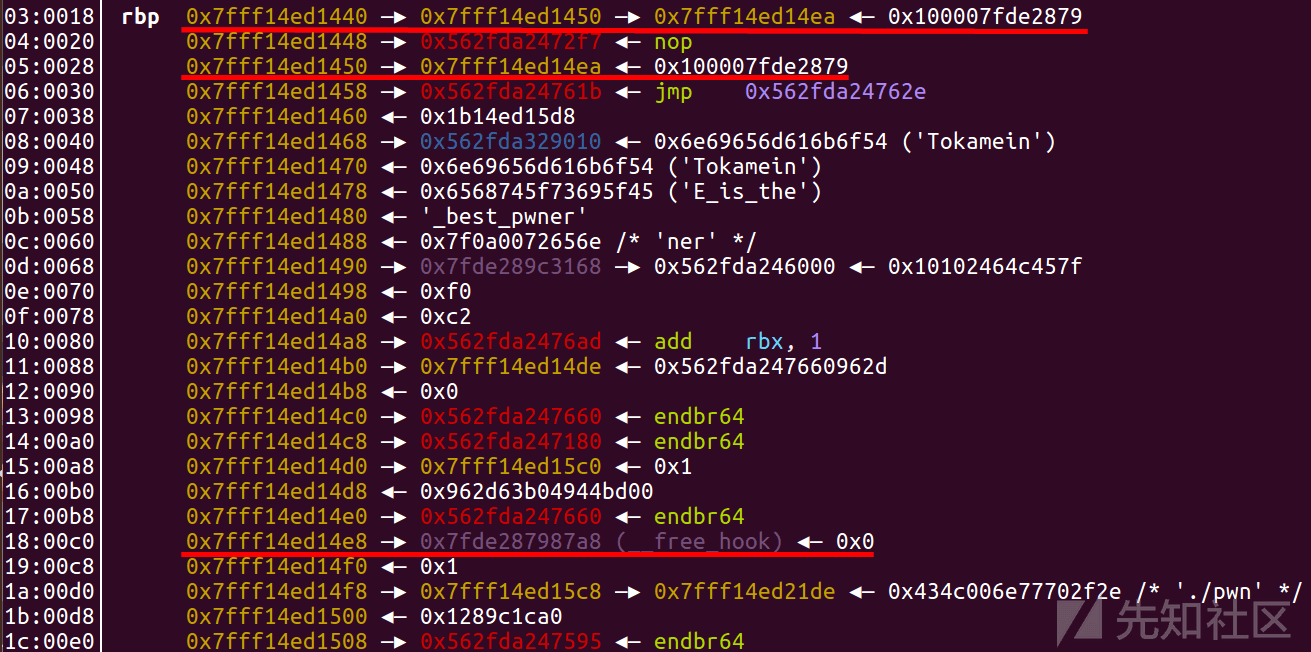 03:0018│ rbp 0x7fff14ed1440 —▸ 0x7fff14ed1450 —▸ 0x7fff14ed14ea ◂— 0x100007fde2879
04:0020│ 0x7fff14ed1448 —▸ 0x562fda2472f7 ◂— nop
05:0028│ 0x7fff14ed1450 —▸ 0x7fff14ed14ea ◂— 0x100007fde2879
06:0030│ 0x7fff14ed1458 —▸ 0x562fda24761b ◂— jmp 0x562fda24762e
07:0038│ 0x7fff14ed1460 ◂— 0x1b14ed15d8
08:0040│ 0x7fff14ed1468 —▸ 0x562fda329010 ◂— 0x6e69656d616b6f54 ('Tokamein')
09:0048│ 0x7fff14ed1470 ◂— 0x6e69656d616b6f54 ('Tokamein')
0a:0050│ 0x7fff14ed1478 ◂— 0x6568745f73695f45 ('E_is_the')
0b:0058│ 0x7fff14ed1480 ◂— '_best_pwner'
0c:0060│ 0x7fff14ed1488 ◂— 0x7f0a0072656e /* 'ner' */
0d:0068│ 0x7fff14ed1490 —▸ 0x7fde289c3168 —▸ 0x562fda246000 ◂— 0x10102464c457f
0e:0070│ 0x7fff14ed1498 ◂— 0xf0
0f:0078│ 0x7fff14ed14a0 ◂— 0xc2
10:0080│ 0x7fff14ed14a8 —▸ 0x562fda2476ad ◂— add rbx, 1
11:0088│ 0x7fff14ed14b0 —▸ 0x7fff14ed14de ◂— 0x562fda247660962d
12:0090│ 0x7fff14ed14b8 ◂— 0x0
13:0098│ 0x7fff14ed14c0 —▸ 0x562fda247660 ◂— endbr64
14:00a0│ 0x7fff14ed14c8 —▸ 0x562fda247180 ◂— endbr64
15:00a8│ 0x7fff14ed14d0 —▸ 0x7fff14ed15c0 ◂— 0x1
16:00b0│ 0x7fff14ed14d8 ◂— 0x962d63b04944bd00
17:00b8│ 0x7fff14ed14e0 —▸ 0x562fda247660 ◂— endbr64
18:00c0│ 0x7fff14ed14e8 —▸ 0x7fde287987a8 (__free_hook) ◂— 0x0
19:00c8│ 0x7fff14ed14f0 ◂— 0x1
1a:00d0│ 0x7fff14ed14f8 —▸ 0x7fff14ed15c8 —▸ 0x7fff14ed21de ◂— 0x434c006e77702f2e /* './pwn' */
1b:00d8│ 0x7fff14ed1500 ◂— 0x1289c1ca0
1c:00e0│ 0x7fff14ed1508 —▸ 0x562fda247595 ◂— endbr64
先知社区